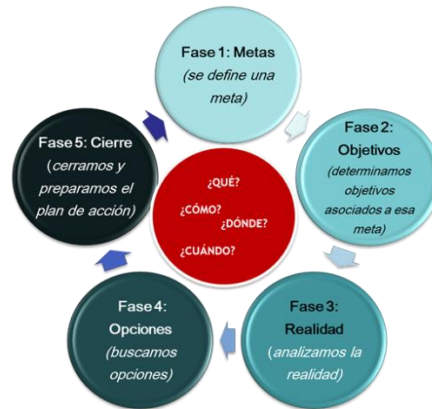 Fase 1: Metas
(se define una
meta)
Fase 2:
Objetivos
(determinamos
objetivos
asociados a esa
meta)
Fase 3:
Realidad
(analizamos la
realidad)
Fase 4:
Opciones
(buscamos
opciones)
Fase 5: Cierre
(cerramos y
preparamos el
plan de acción)
¿QUÉ?
¿CÓMO?
¿DÓNDE?
¿CUÁNDO?